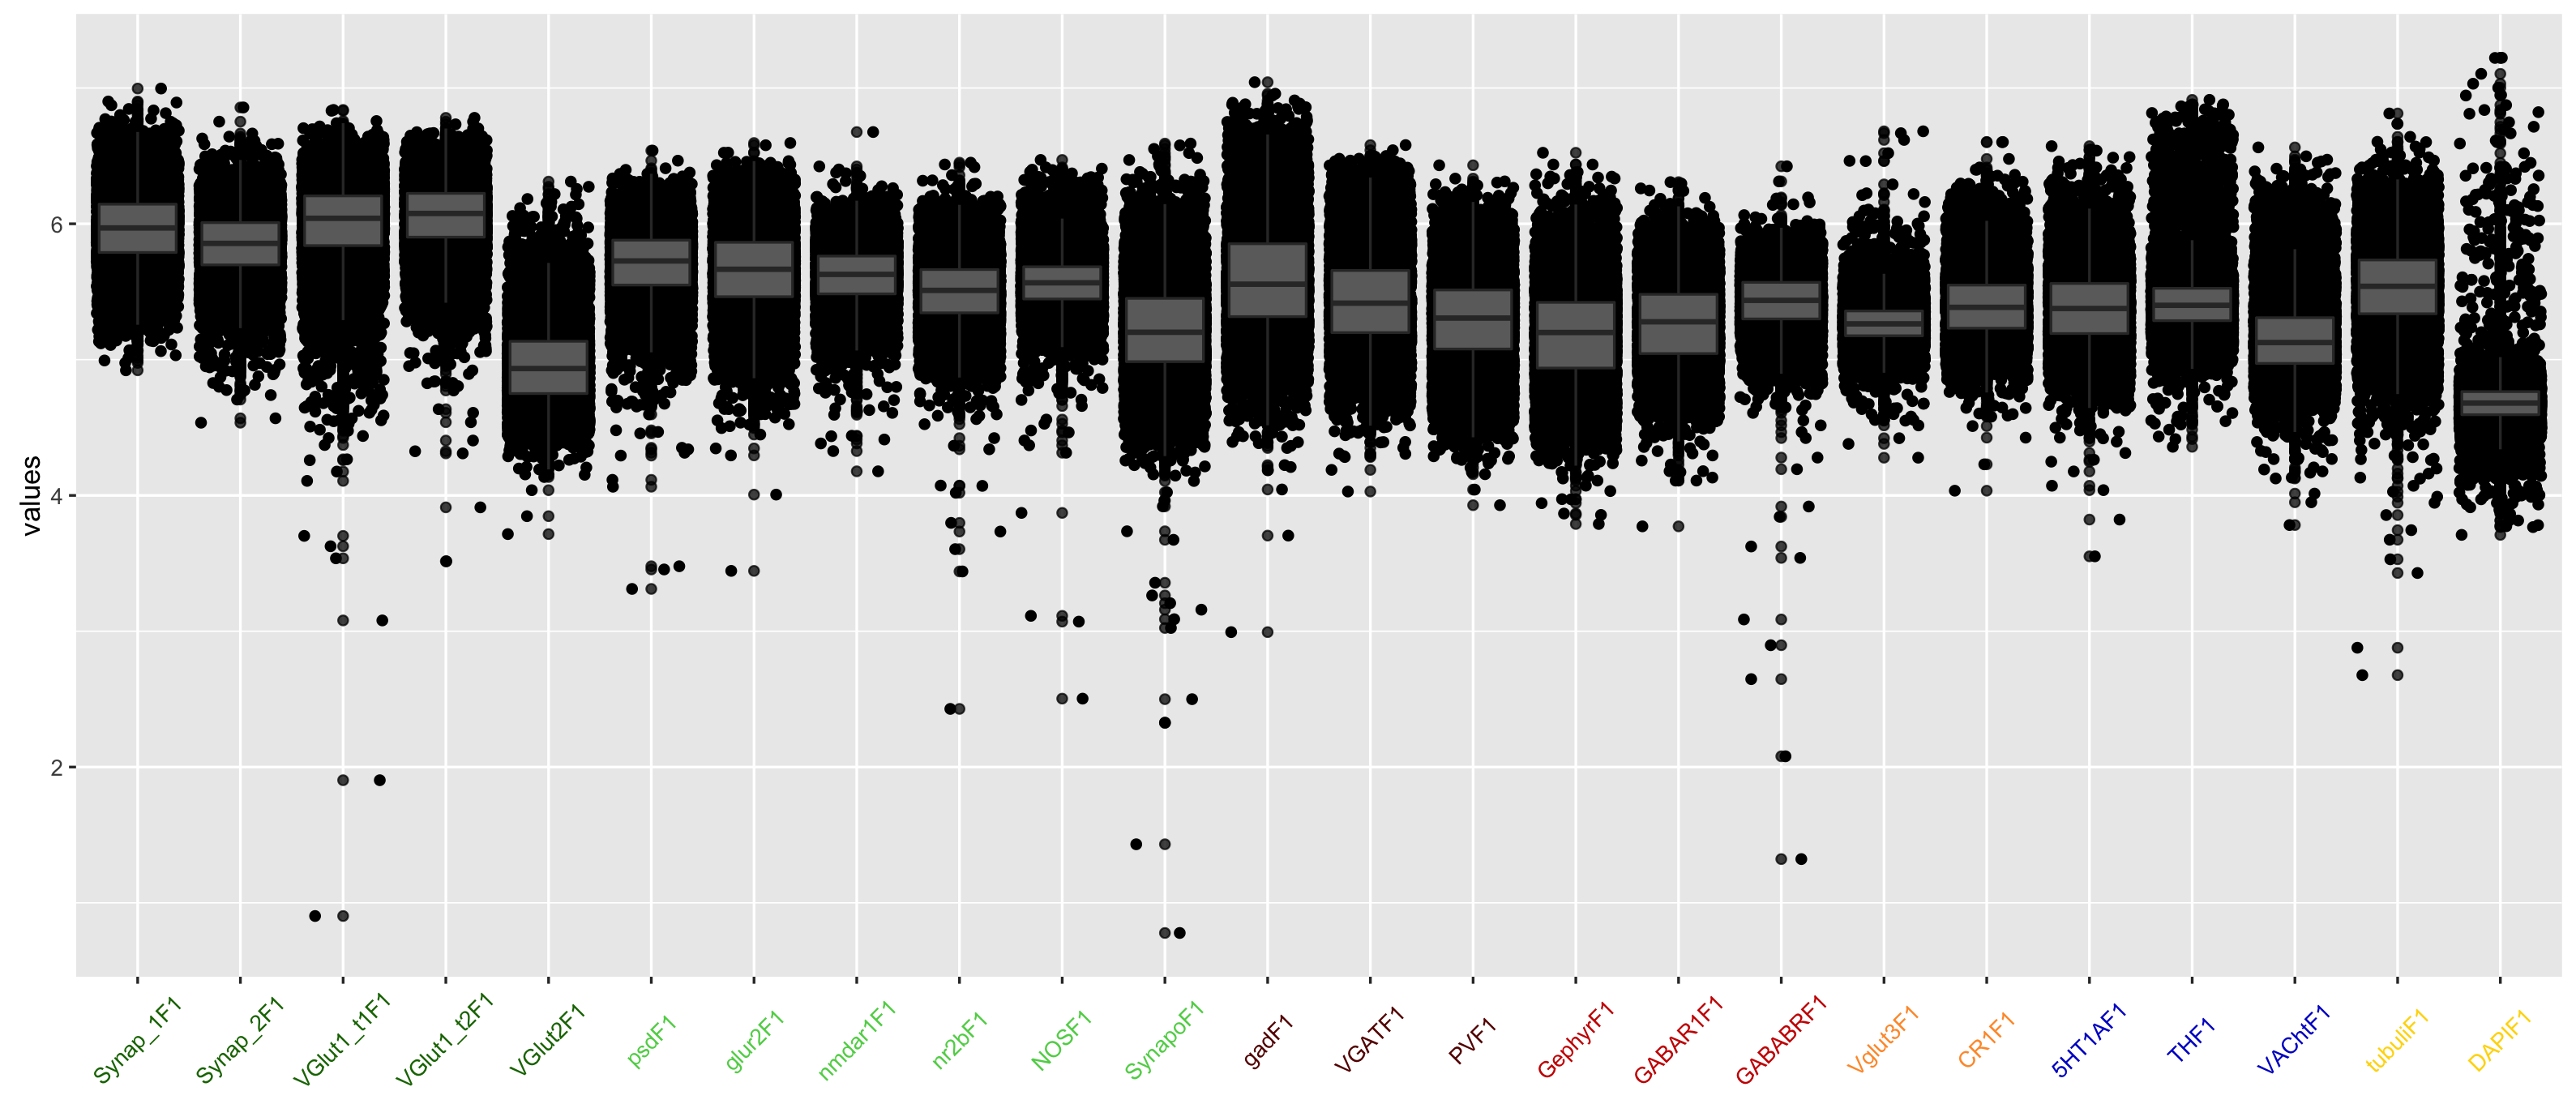 values
6
4
2
Synap_1F1
Synap_2F1
VGlut1_t1F1
VGlut1_t2F1
VGlut2F1
psdF1
glur2F1
nmdar1F1
nr2bF1
NOSF1
SynapoF1
gadF1
VGATF1
PVF1
GephyrF1
GABAR1F1
GABABRF1
Vglut3F1
CR1F1
5HT1AF1
THF1
VAChtF1
tubuliF1
DAPIF1